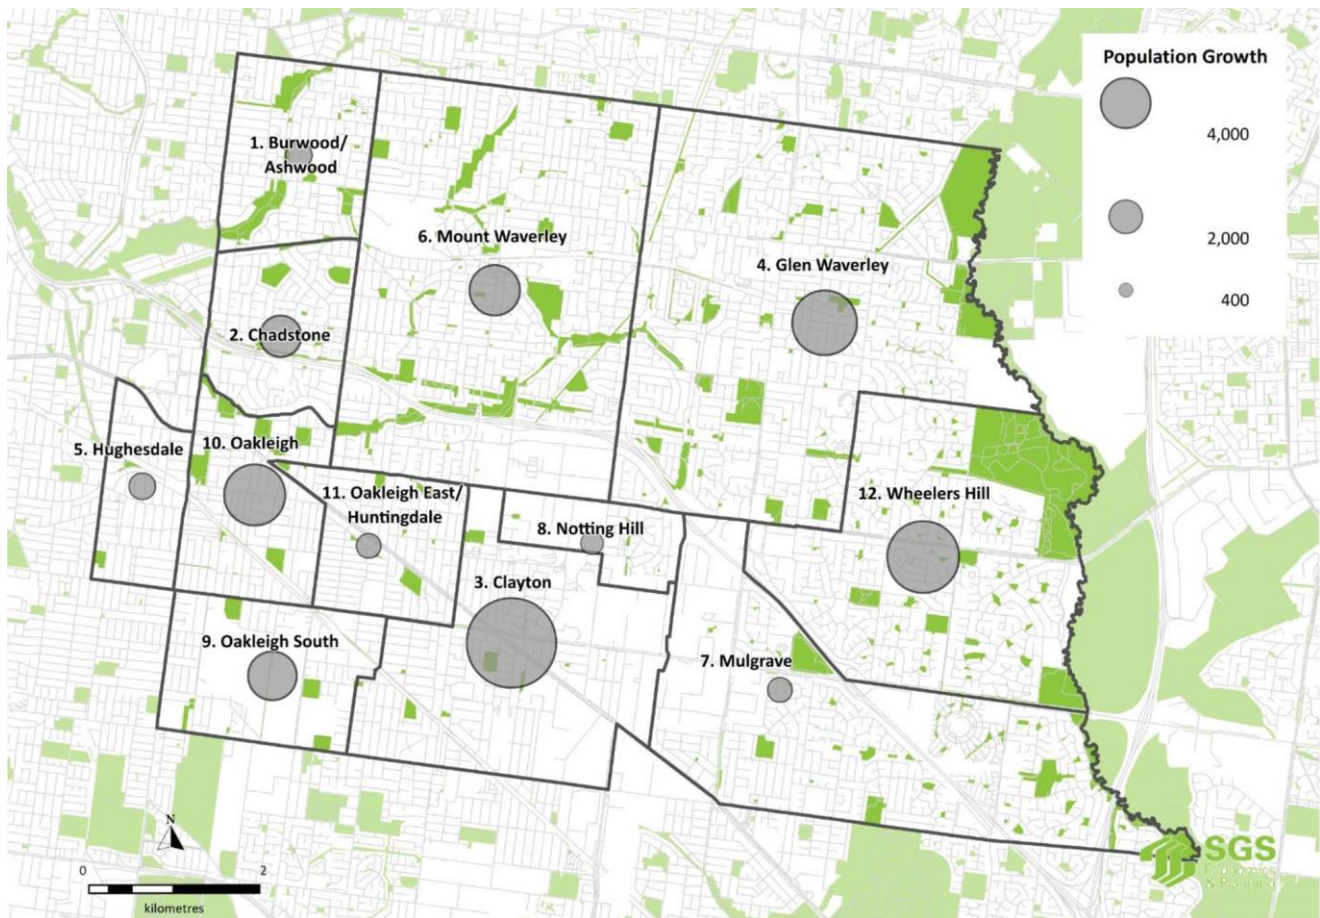 Population Growth
4,000
2,000
400
1. Burwood/
Ashwood
6. Mount Waverley
4. Glen Waverley
2. Chadstone
5. Hughesdale
10. Oakleigh
11. Oakleigh East/
Huntingdale
8. Notting Hill
12. Wheelers Hill
3. Clayton
9. Oakleigh South
7. Mulgrave
N
0 2
kilometres
SGS
Economics
& Planning